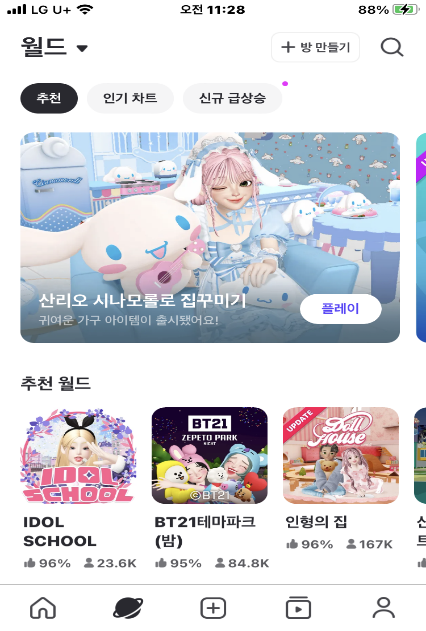 LG U+ 오전 11:28 88%
월드
방 만들기
추천 인기 차트 신규 급상승
산리오 시나모롤로 집꾸미기
귀여운 가구 아이템이 출시됐어요!
플레이
추천 월드
IDOL SCHOOL
BT21
ZEPETO PARK
NIGHT
©BT21
UPDATE
Doll House
IDOL
SCHOOL
96% 23.6K
BT21테마파크
(밤)
95% 84.8K
인형의 집
96% 167K